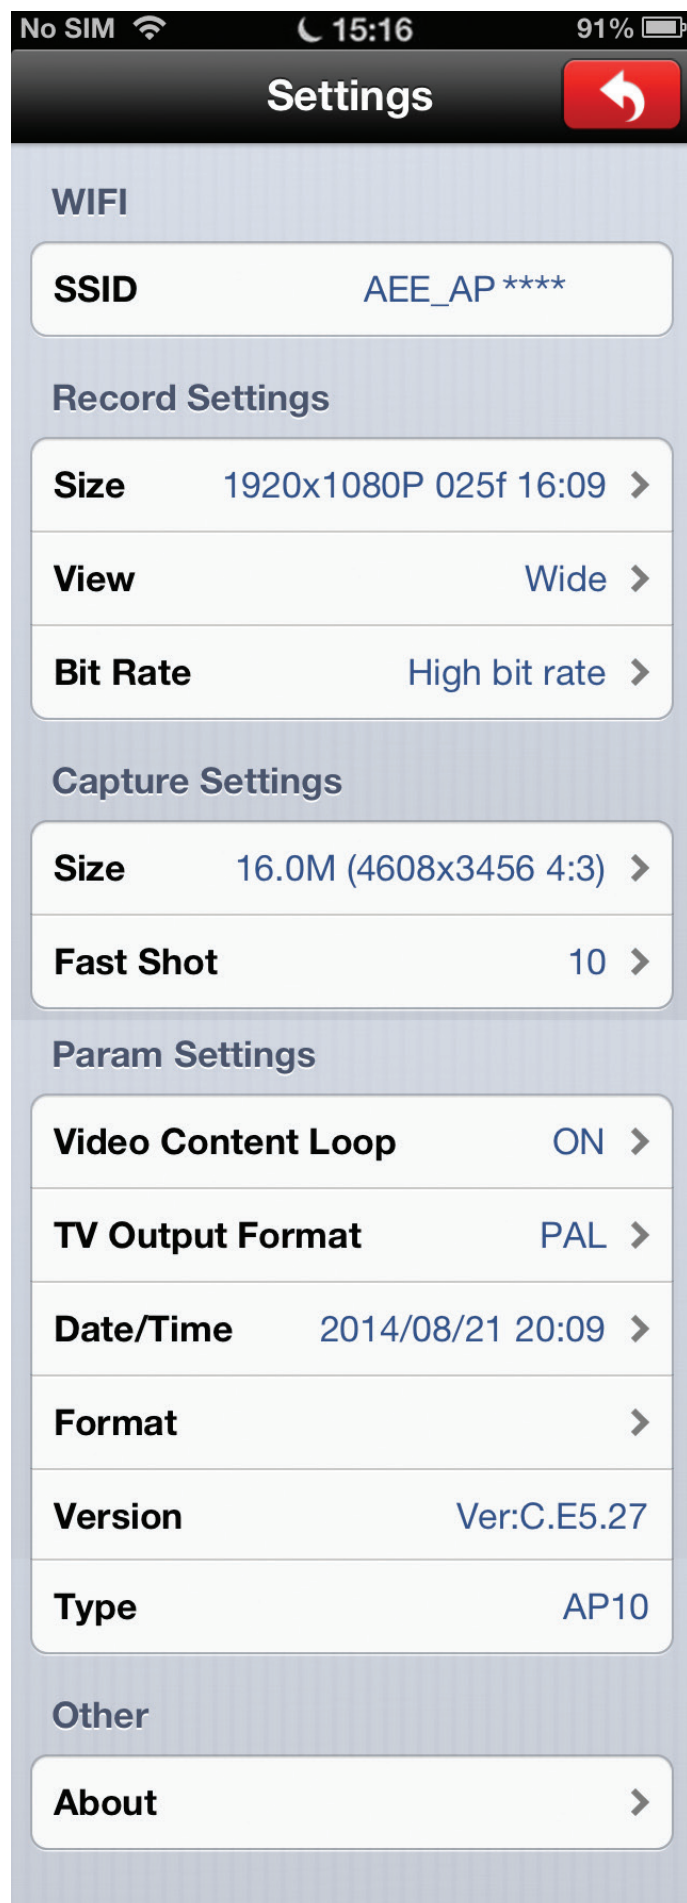 No SIM 15:16 91%
Settings
WIFI
SSID AEE_AP ****
Record Settings
Size 1920x1080P 025f 16:09
View Wide
Bit Rate High bit rate
Capture Settings
Size 16.0M (4608x3456 4:3)
Fast Shot 10
Param Settings
Video Content Loop ON
TV Output Format PAL
Date/Time 2014/08/21 20:09
Format
Version Ver:C.E5.27
Type AP10
Other
About